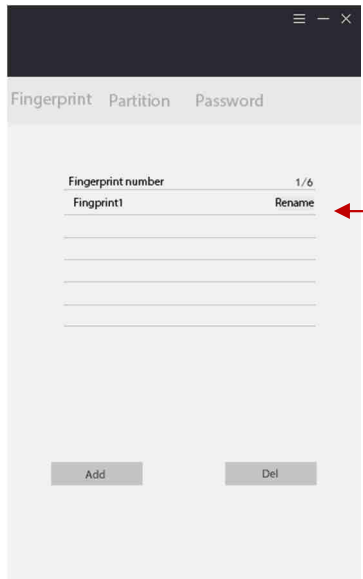 Fingerprint Partition Password
Fingerprint number 1/6
Fingprint1 Rename
Add Del